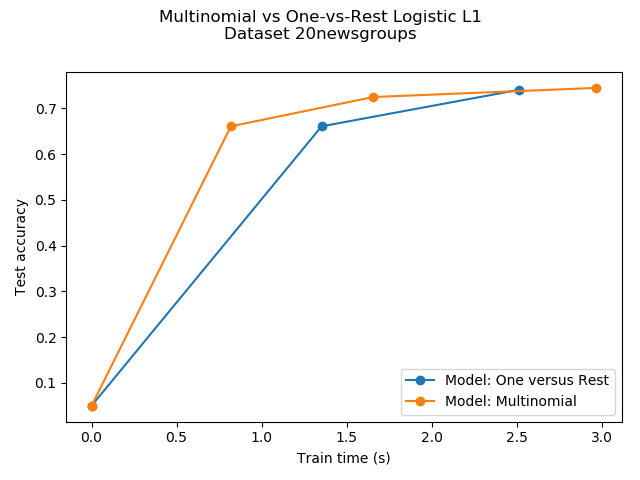 Multinomial vs One-vs-Rest Logistic L1
Dataset 20newsgroups
0.7
0.6
0.5
0.4
0.3
0.2
0.1
Test accuracy
0.0 0.5 1.0 1.5 2.0 2.5 3.0
Train time (s)
Model: One versus Rest
Model: Multinomial